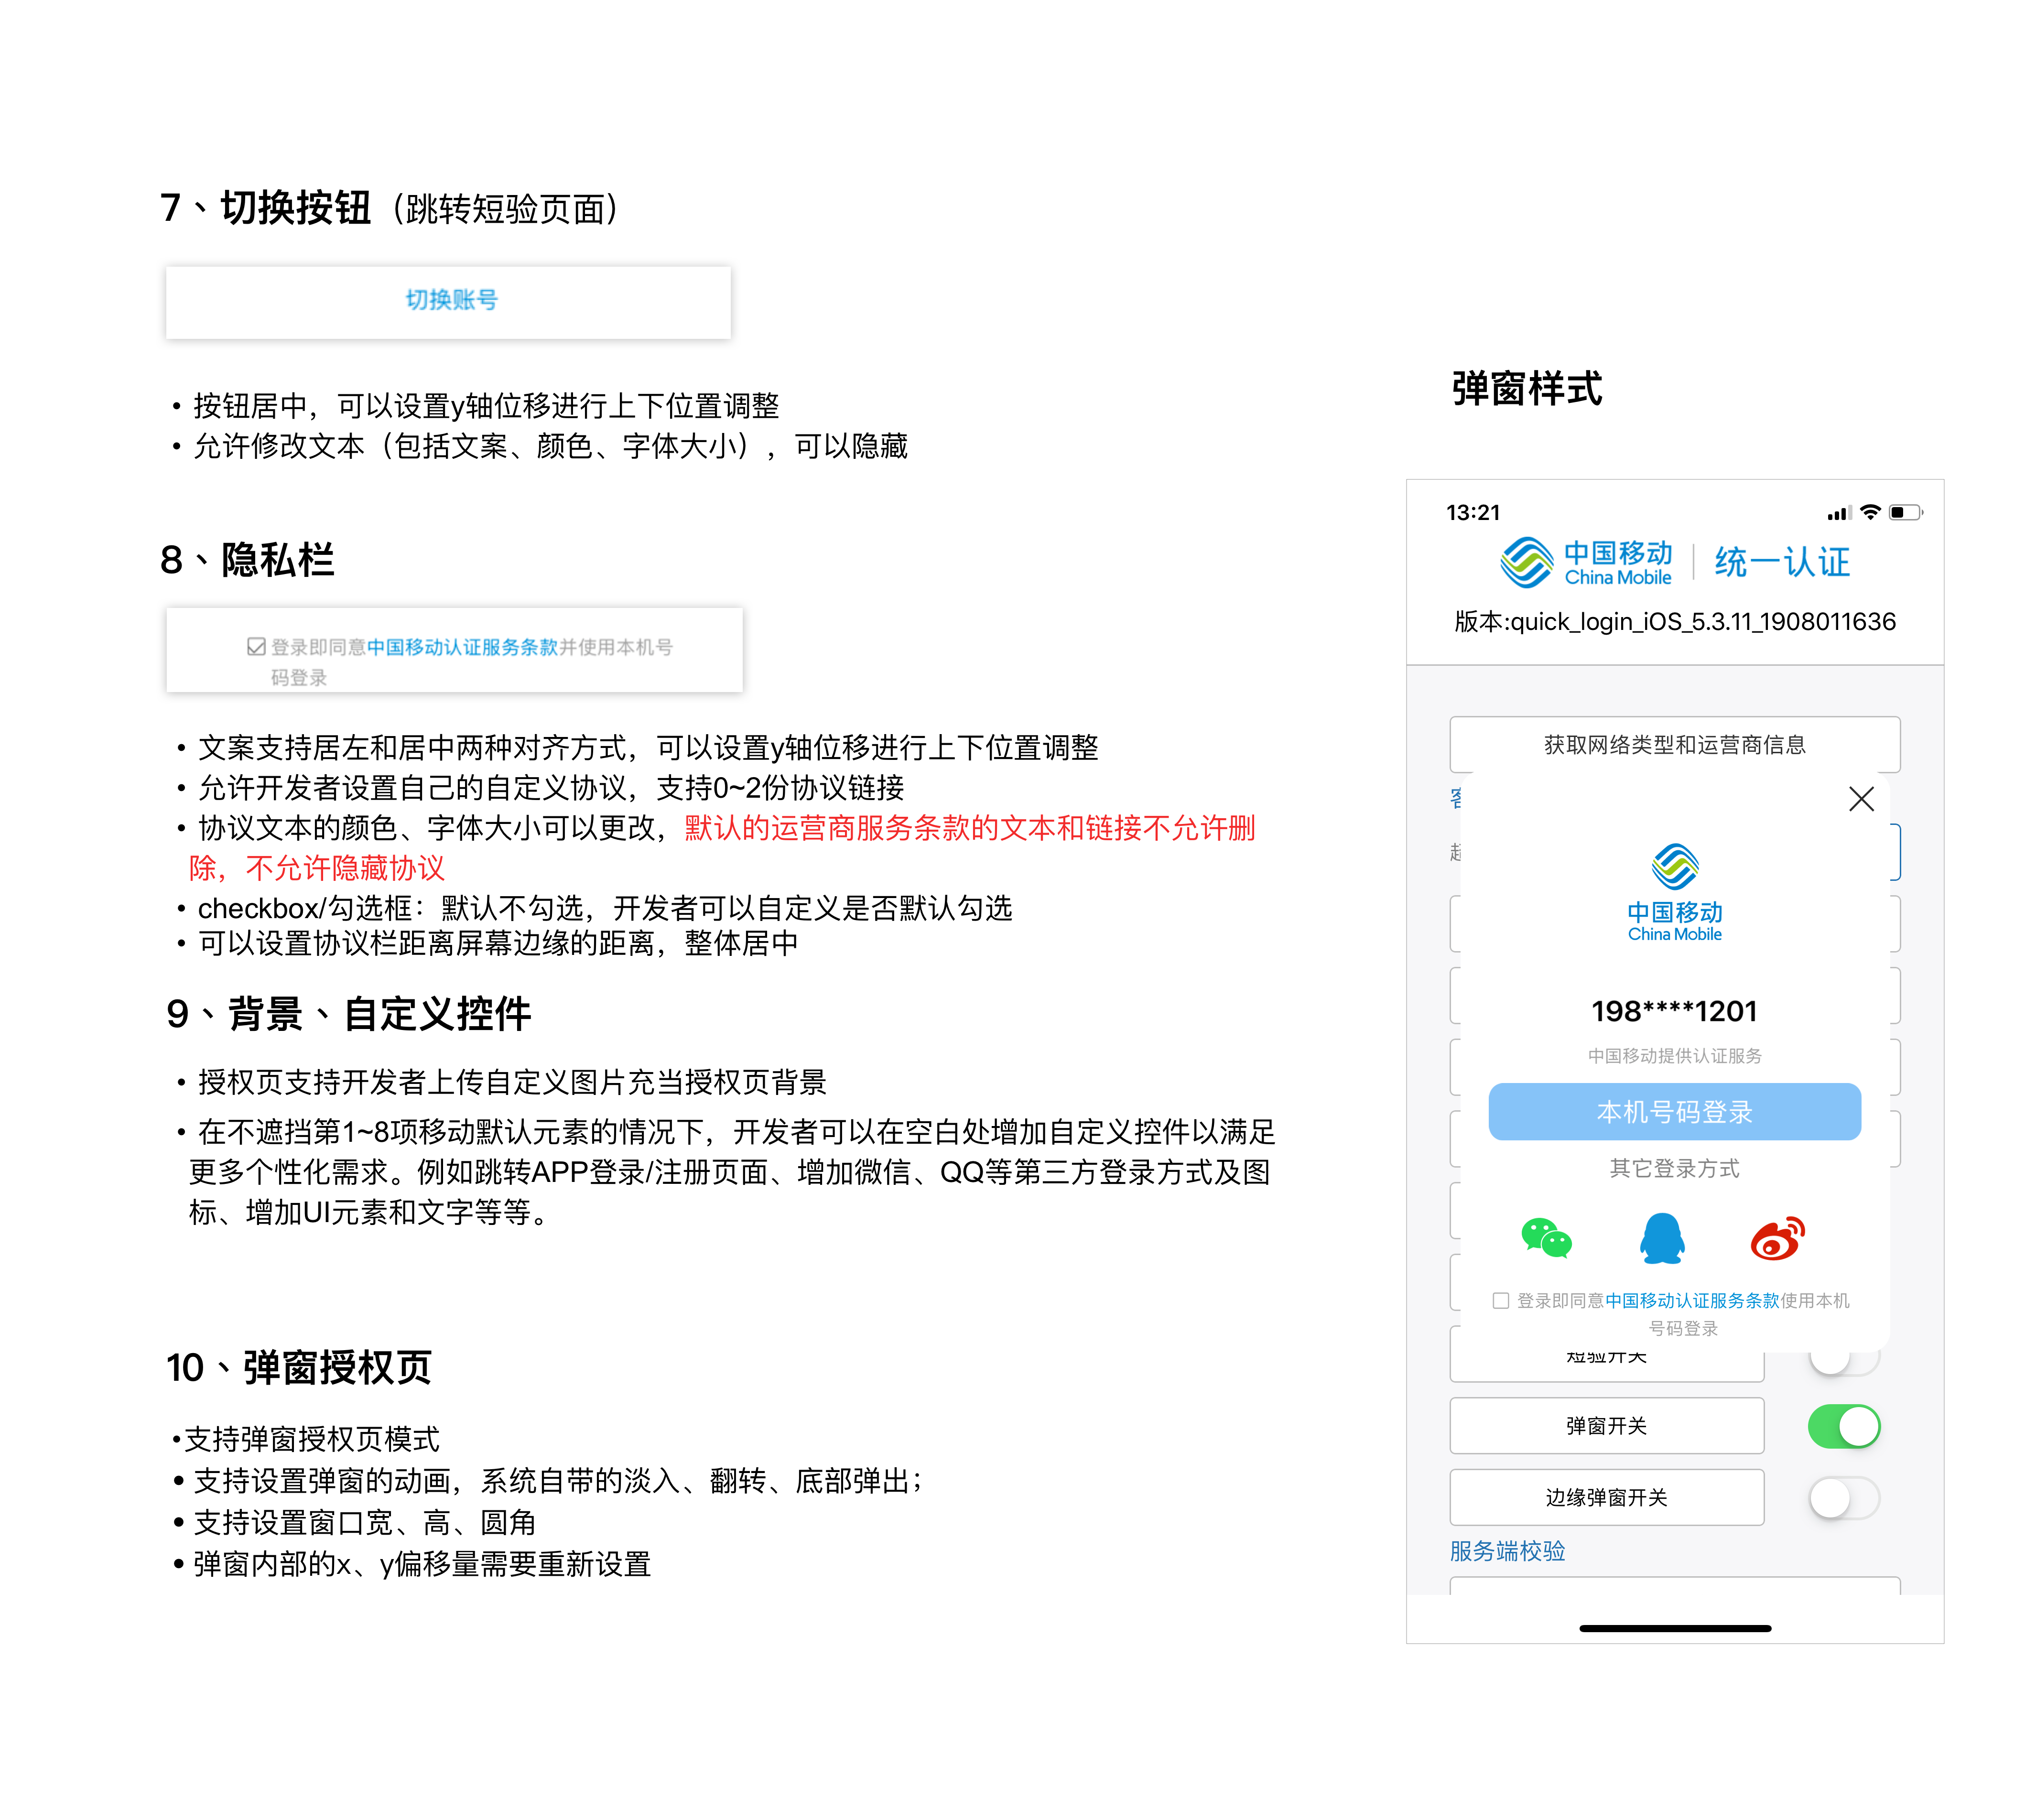 7、切换按钮（跳转短验页面）
切换账号
• 按钮居中，可以设置y轴位移进行上下位置调整
• 允许修改文本（包括文案、颜色、字体大小），可以隐藏
8、隐私栏
登录即同意中国移动认证服务条款并使用本机号
码登录
• 文案支持居左和居中两种对齐方式，可以设置y轴位移进行上下位置调整
• 允许开发者设置自己的自定义协议，支持0~2份协议链接
• 协议文本的颜色、字体大小可以更改，默认的运营商服务条款的文本和链接不允许删
除，不允许隐藏协议
• checkbox/勾选框：默认不勾选，开发者可以自定义是否默认勾选
• 可以设置协议栏距离屏幕边缘的距离，整体居中
9、背景、自定义控件
• 授权页支持开发者上传自定义图片充当授权页背景
• 在不遮挡第1~8项移动默认元素的情况下，开发者可以在空白处增加自定义控件以满足
更多个性化需求。例如跳转APP登录/注册页面、增加微信、QQ等第三方登录方式及图
标、增加UI元素和文字等等。
10、弹窗授权页
•支持弹窗授权页模式
• 支持设置弹窗的动画，系统自带的淡入、翻转、底部弹出；
• 支持设置窗口宽、高、圆角
• 弹窗内部的x、y偏移量需要重新设置
弹窗样式
13:21
中国移动
China Mobile
统一认证
版本:quick_login_iOS_5.3.11_1908011636
获取网络类型和运营商信息
中国移动
China Mobile
198****1201
中国移动提供认证服务
本机号码登录
其它登录方式
登录即同意中国移动认证服务条款使用本机
号码登录
短验开关
弹窗开关
边缘弹窗开关
服务端校验